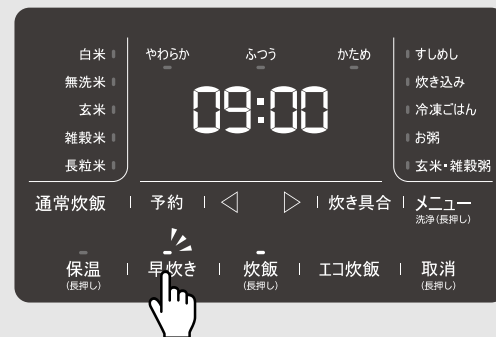 白米
無洗米
玄米
雑穀米
長粒米
やわらか ふつう かため
09:00
すしめし
炊き込み
冷凍ごはん
お粥
玄米・雑穀粥
通常炊飯 予約 ◁ ▷ 炊き具合 メニュー
洗浄(長押し)
保温 早炊き 炊飯 エコ炊飯 取消
(長押し) (長押し) (長押し)